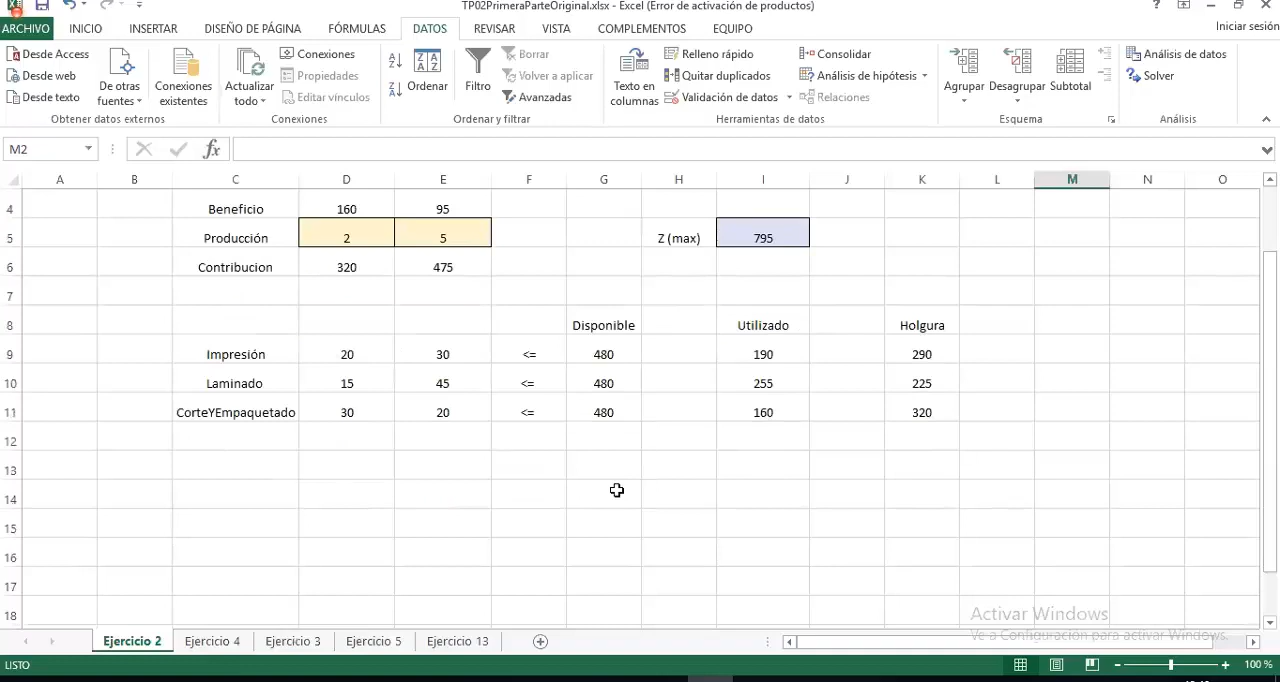 TP02PrimeraParteOriginal.xlsx - Excel (Error de activación de productos)
ARCHIVO INICIO INSERTAR DISEÑO DE PÁGINA FÓRMULAS DATOS REVISAR VISTA COMPLEMENTOS EQUIPO Iniciar sesión
Desde Access
Desde web
Desde texto
De otras fuentes
Conexiones existentes
Obtener datos externos
Actualizar todo
Conexiones
Propiedades
Editar vínculos
Conexiones
Ordenar
Filtro
Borrar
Volver a aplicar
Avanzadas
Ordenar y filtrar
Texto en columnas
Relleno rápido
Quitar duplicados
Validación de datos
Consolidar
Análisis de hipótesis
Relaciones
Herramientas de datos
Agrupar
Desagrupar
Subtotal
Esquema
Análisis de datos
Solver
Análisis
M2 fx
A B C D E F G H I J K L M N O
4 Beneficio 160 95
5 Producción 2 5 Z (max) 795
6 Contribucion 320 475
7
8 Disponible Utilizado Holgura
9 Impresión 20 30 <= 480 190 290
10 Laminado 15 45 <= 480 255 225
11 CorteYEmpaquetado 30 20 <= 480 160 320
12
13
14
15
16
17
18
Activar Windows
Ve a Configuración para activar Windows.
Ejercicio 2 Ejercicio 4 Ejercicio 3 Ejercicio 5 Ejercicio 13
LISTO 100 %